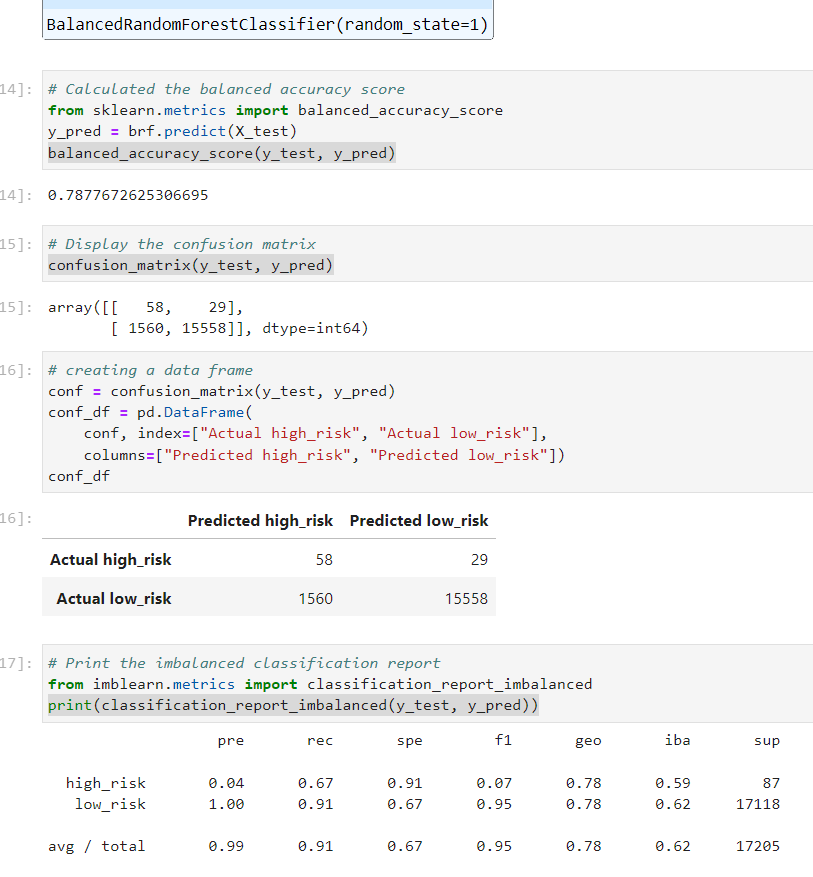 BalancedRandomForestClassifier(random_state=1)
14]: # Calculated the balanced accuracy score
from sklearn.metrics import balanced_accuracy_score
y_pred = brf.predict(X_test)
balanced_accuracy_score(y_test, y_pred)
14]: 0.7877672625306695
15]: # Display the confusion matrix
confusion_matrix(y_test, y_pred)
15]: array([[   58,    29],
       [ 1560, 15558]], dtype=int64)
16]: # creating a data frame
conf = confusion_matrix(y_test, y_pred)
conf_df = pd.DataFrame(
    conf, index=["Actual high_risk", "Actual low_risk"],
    columns=["Predicted high_risk", "Predicted low_risk"])
conf_df
16]: Predicted high_risk Predicted low_risk
Actual high_risk 58 29
Actual low_risk 1560 15558
17]: # Print the imbalanced classification report
from imblearn.metrics import classification_report_imbalanced
print(classification_report_imbalanced(y_test, y_pred))
pre rec spe f1 geo iba sup
high_risk 0.04 0.67 0.91 0.07 0.78 0.59 87
low_risk 1.00 0.91 0.67 0.95 0.78 0.62 17118
avg / total 0.99 0.91 0.67 0.95 0.78 0.62 17205